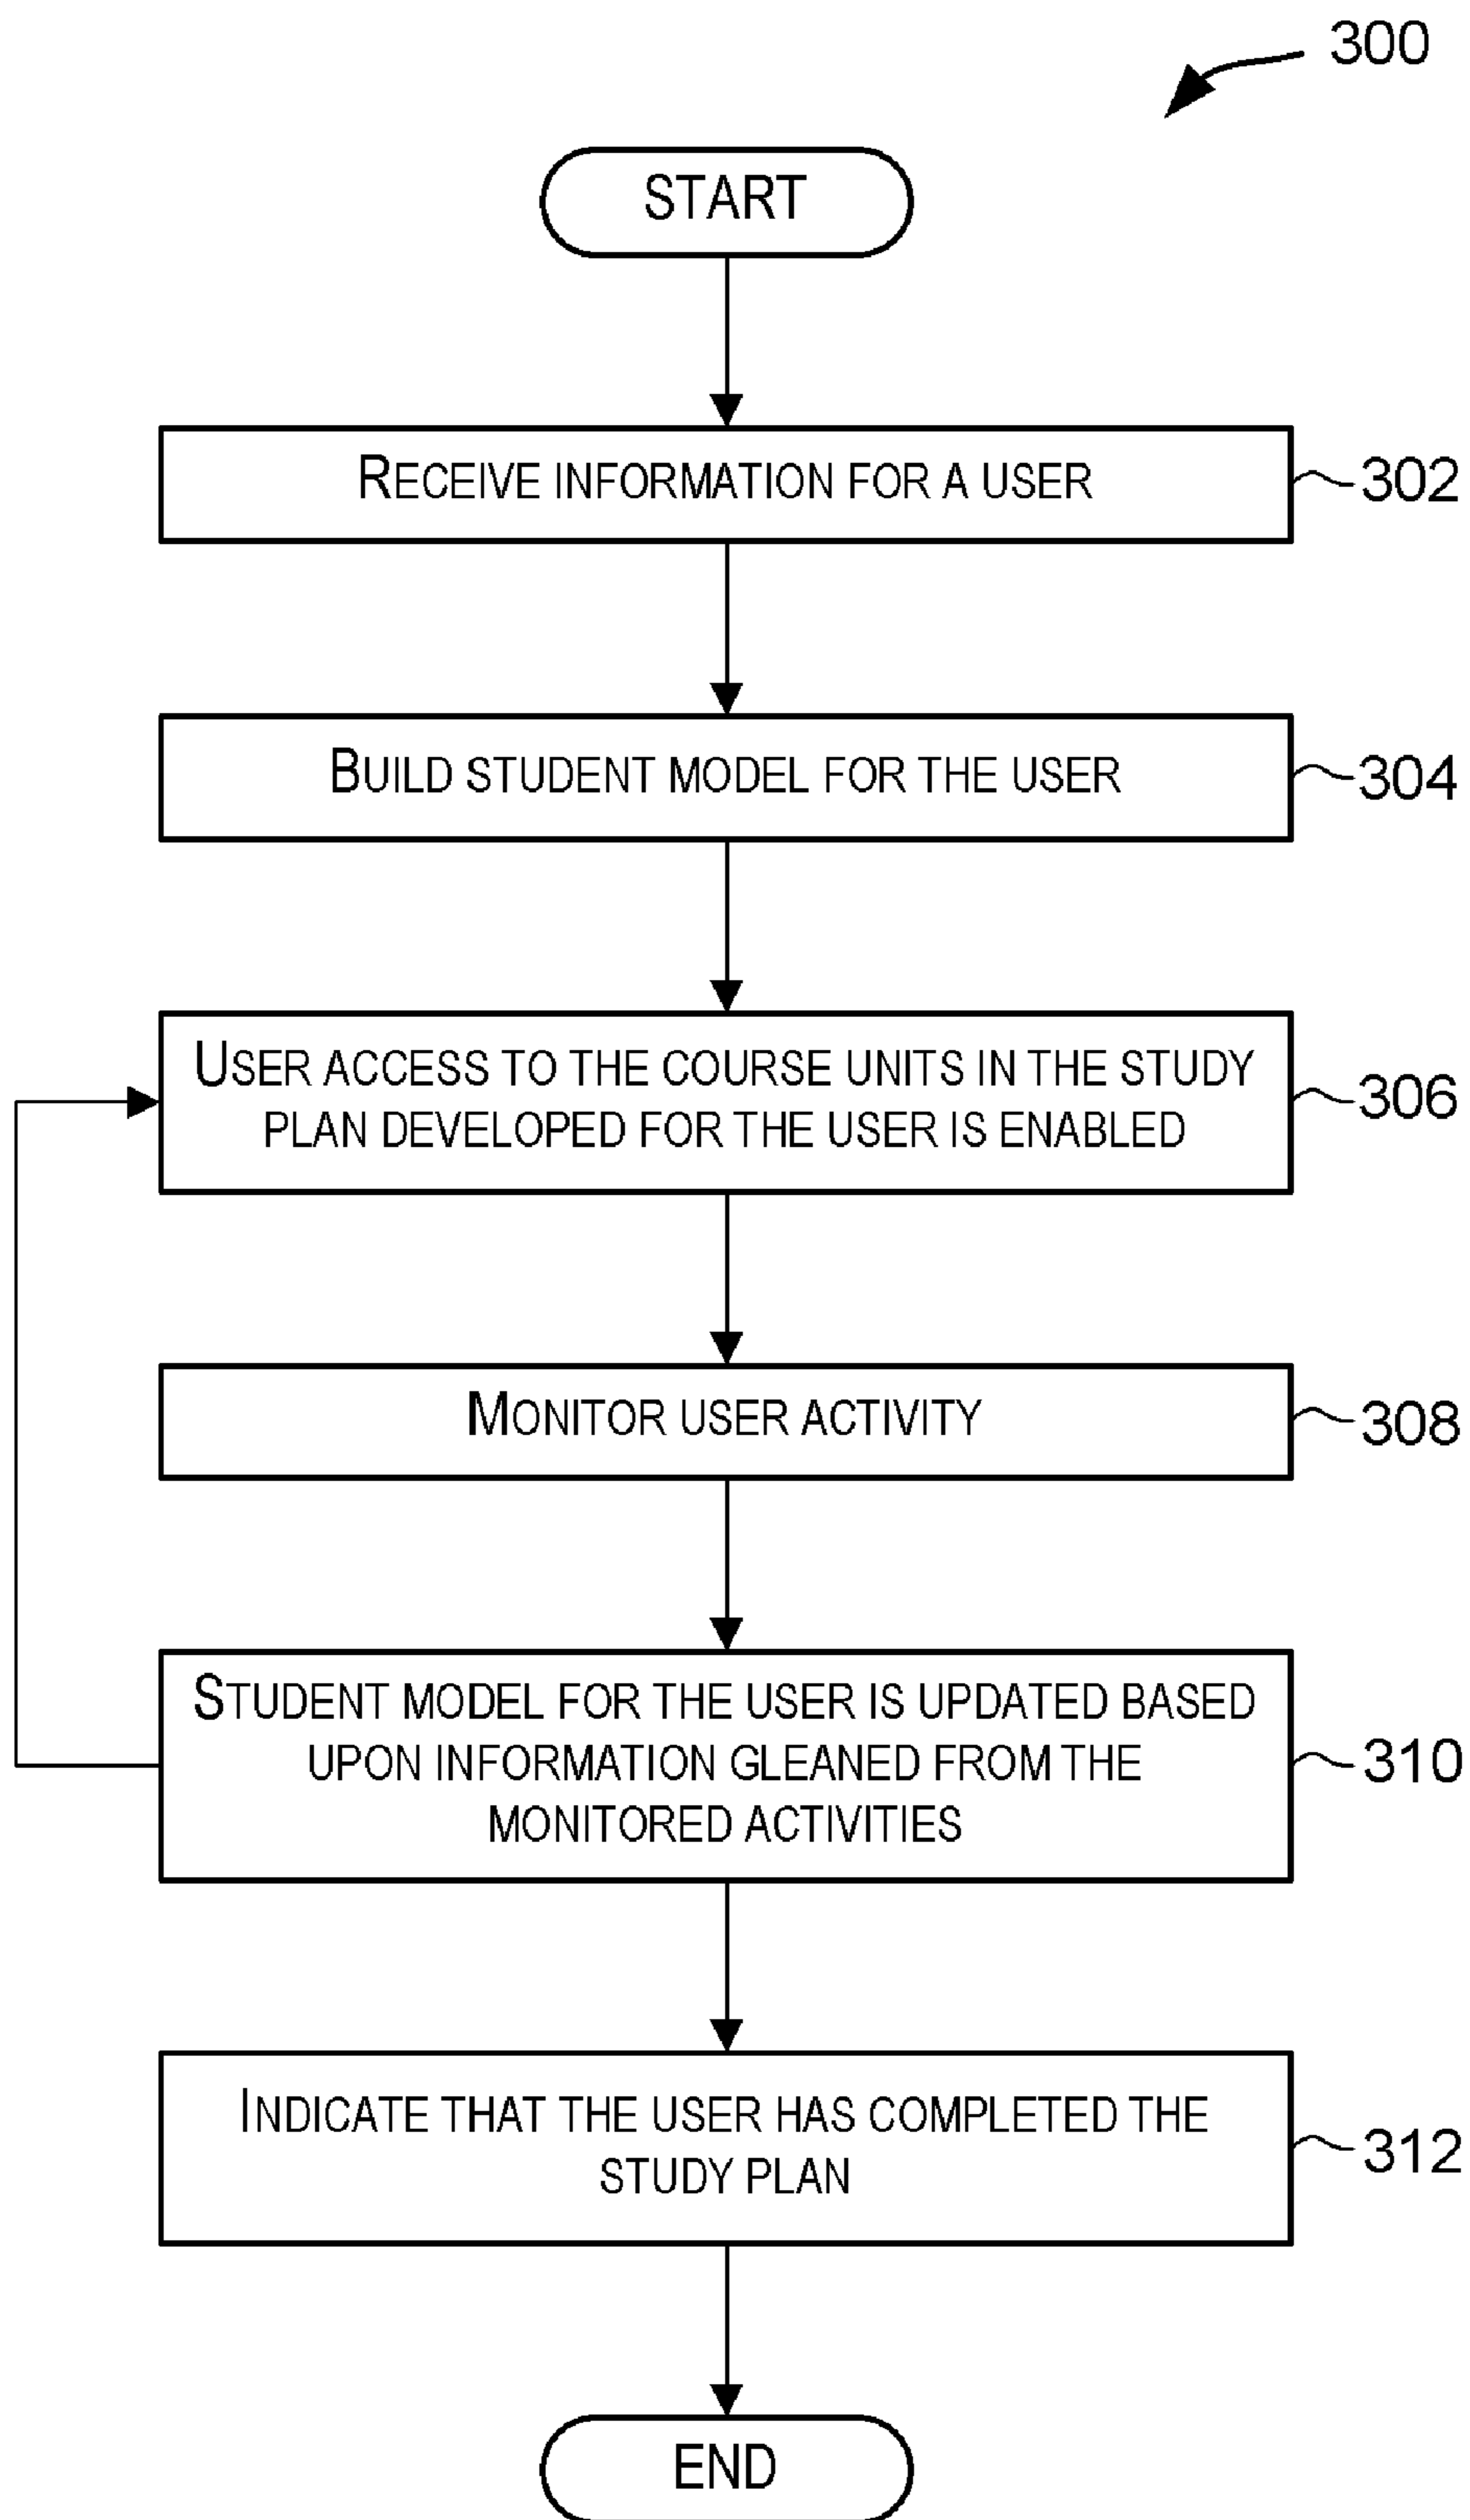 300
START
RECEIVE INFORMATION FOR A USER
302
BUILD STUDENT MODEL FOR THE USER
304
USER ACCESS TO THE COURSE UNITS IN THE STUDY
PLAN DEVELOPED FOR THE USER IS ENABLED
306
MONITOR USER ACTIVITY
308
STUDENT MODEL FOR THE USER IS UPDATED BASED
UPON INFORMATION GLEANED FROM THE
MONITORED ACTIVITIES
310
INDICATE THAT THE USER HAS COMPLETED THE
STUDY PLAN
312
END